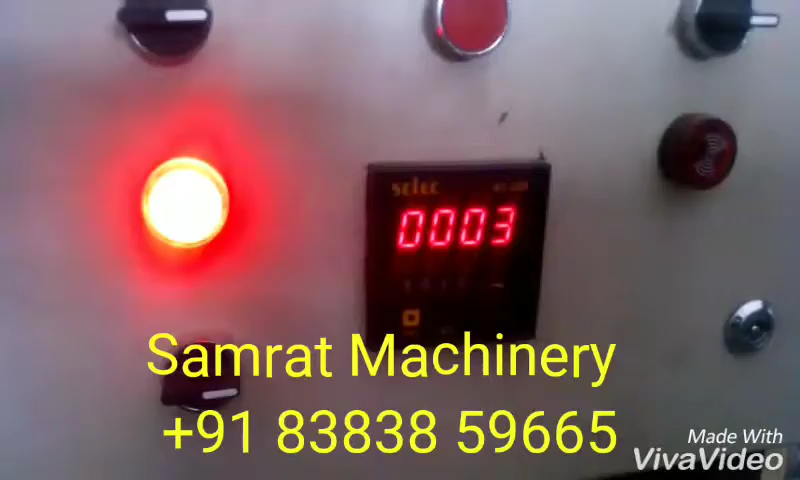 selec
0003
Samrat Machinery
+91 83838 59665
Made With
VivaVideo